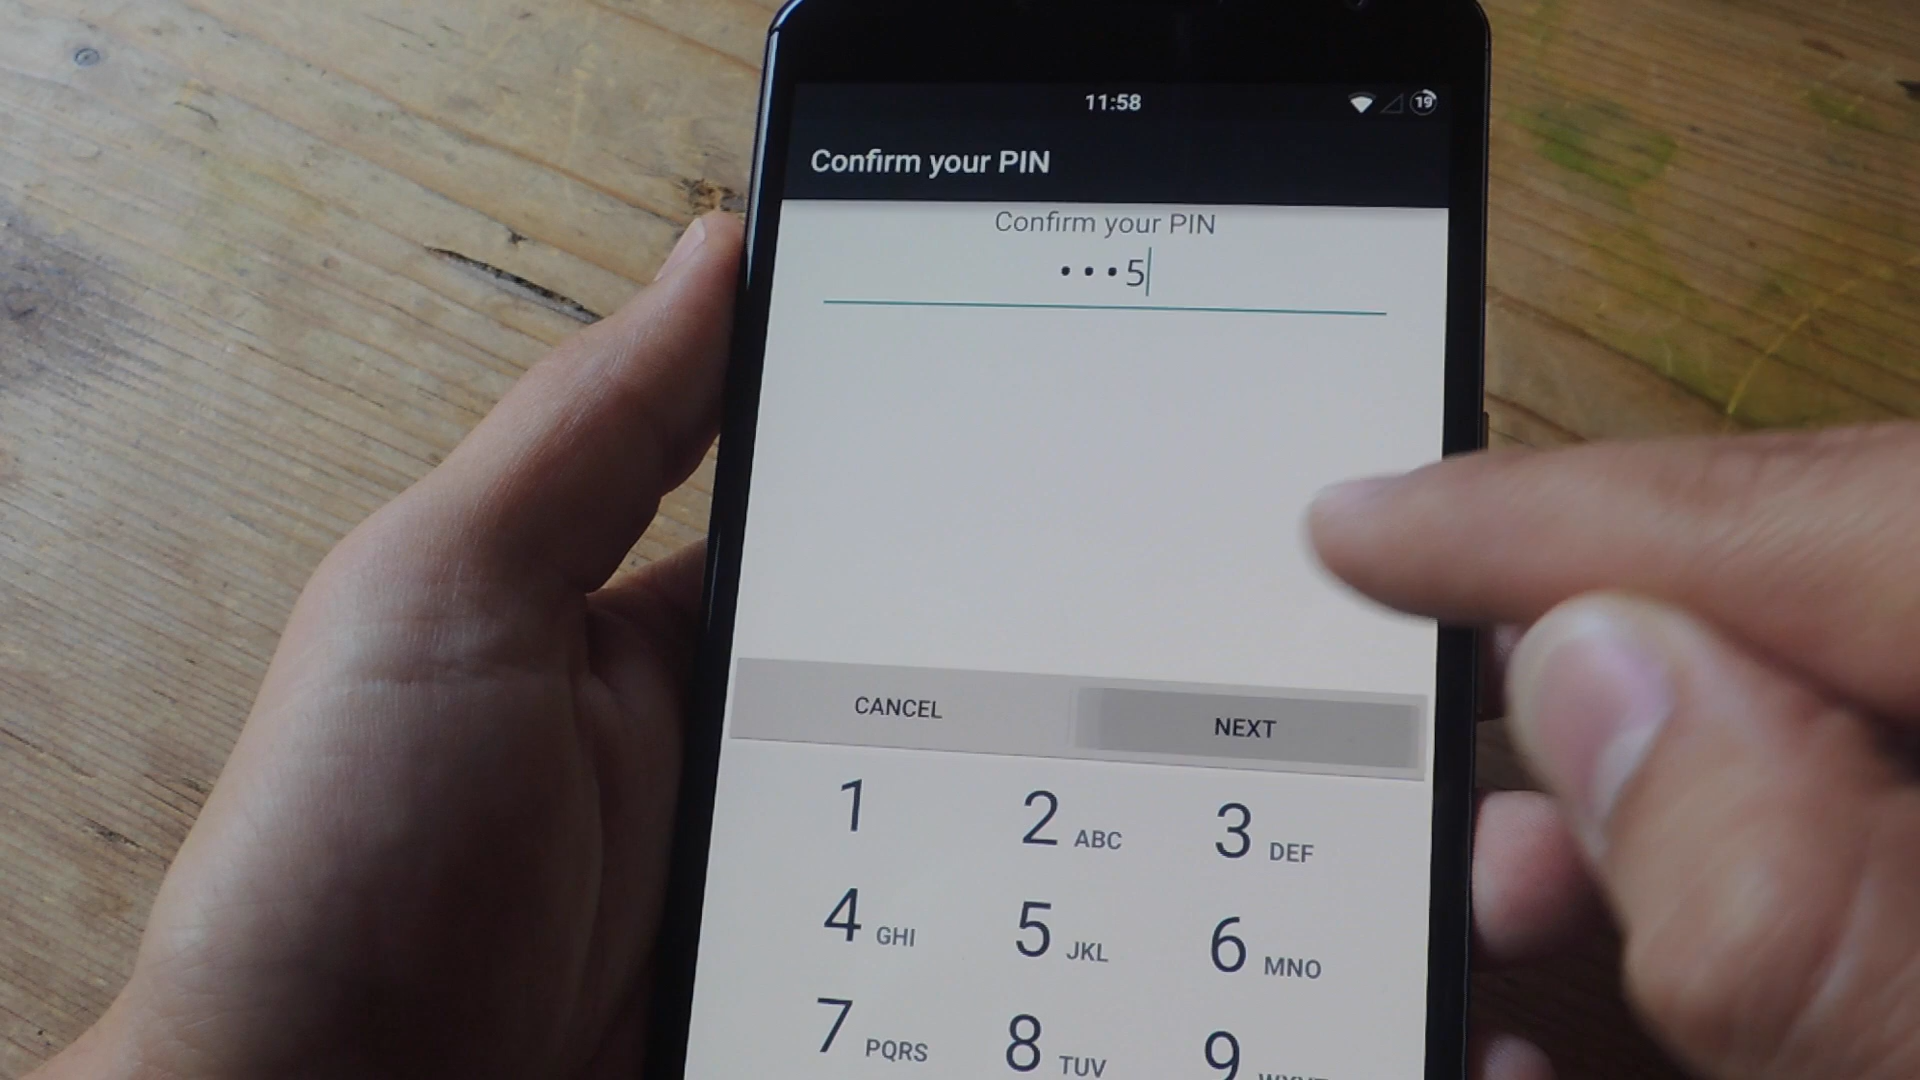 11:58
19
Confirm your PIN
Confirm your PIN
•••5
CANCEL
NEXT
1
2 ABC
3 DEF
4 GHI
5 JKL
6 MNO
7 PQRS
8 TUV
9